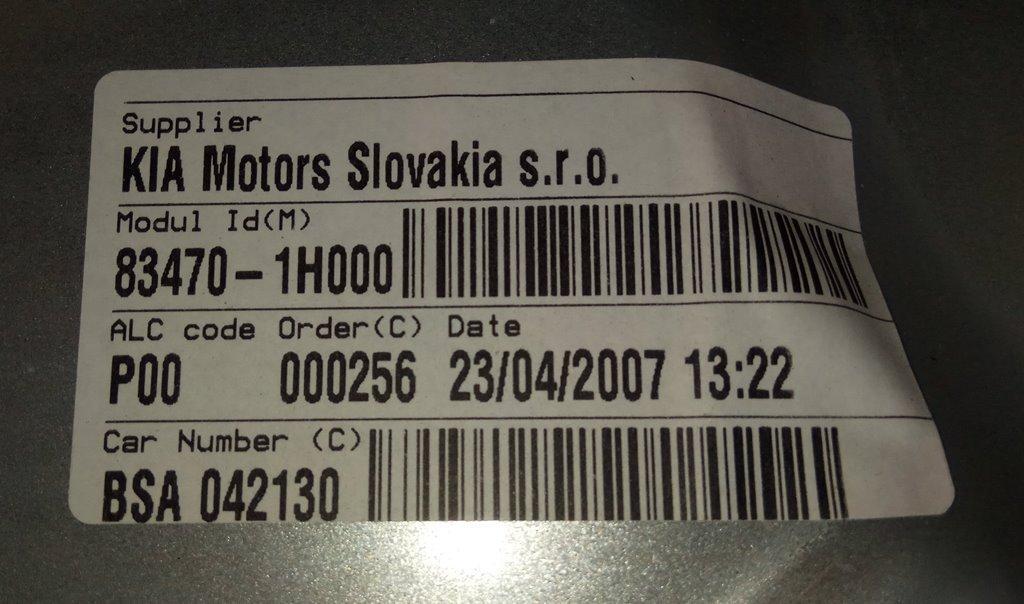 Supplier
KIA Motors Slovakia s.r.o.
Modul Id(M)
83470-1H000
ALC code Order(C) Date
P00 000256 23/04/2007 13:22
Car Number (C)
BSA 042130